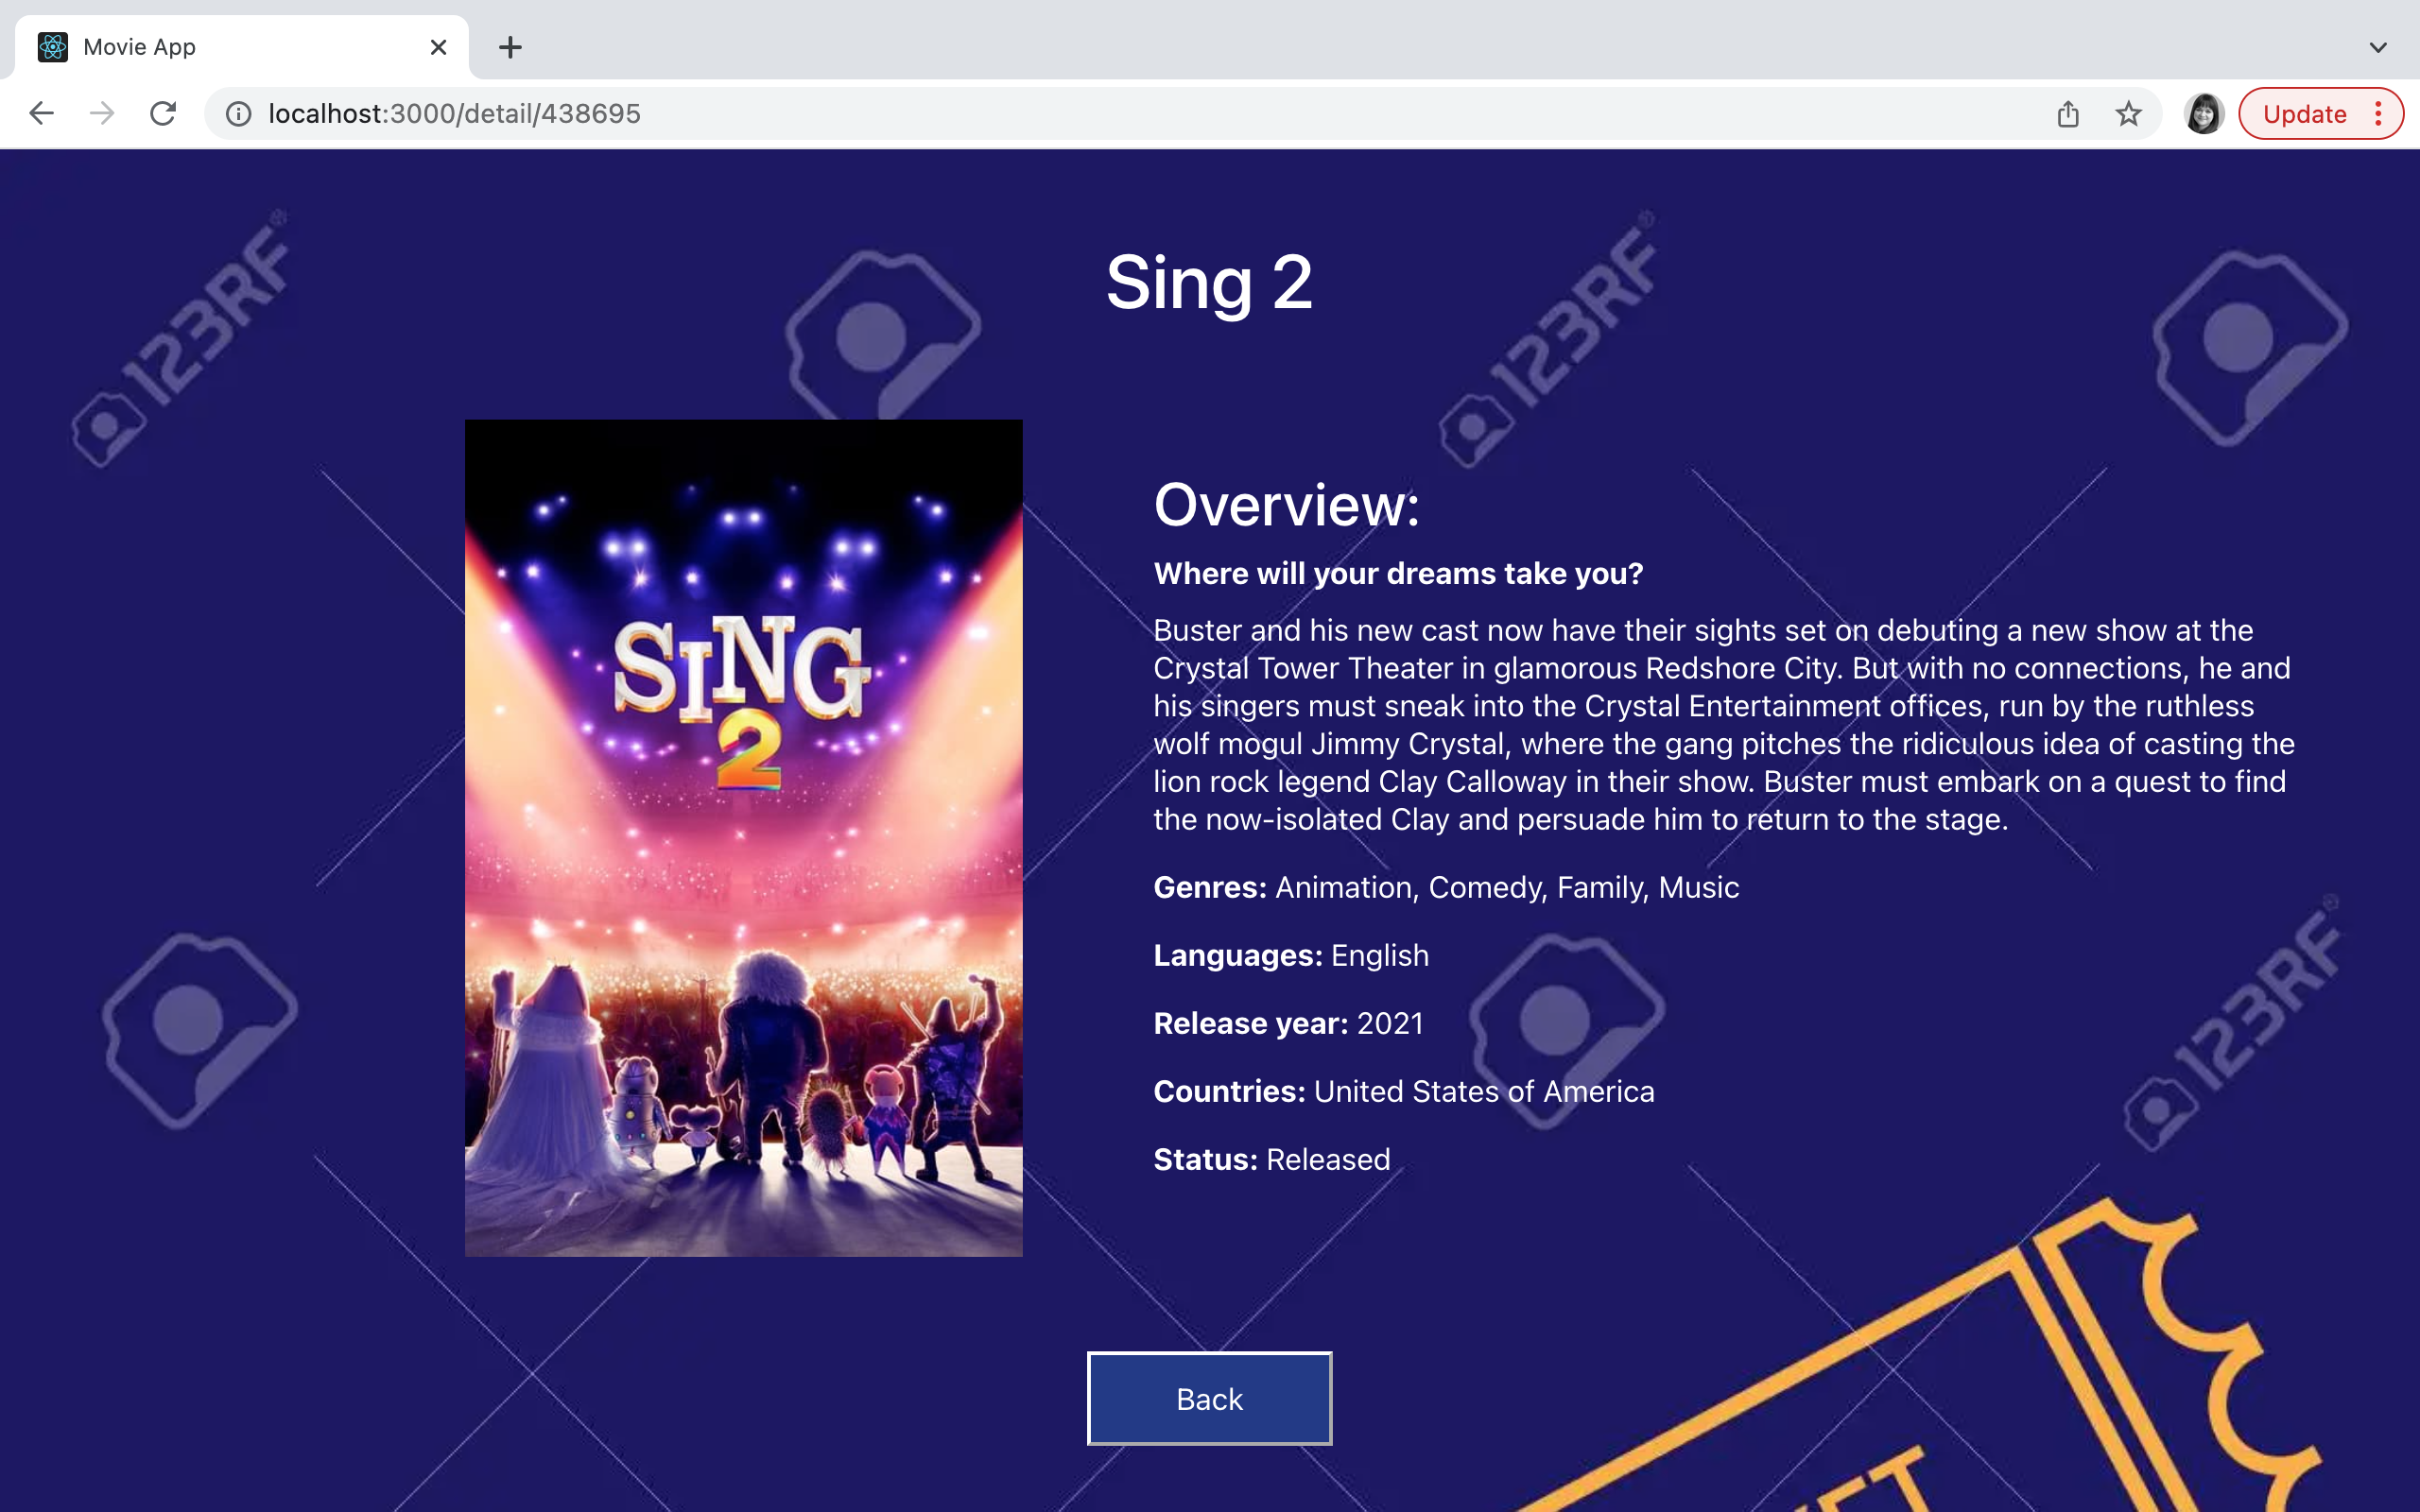 Movie App
localhost:3000/detail/438695
Update
123RF®
123RF®
Sing 2
SING
2
Overview:
Where will your dreams take you?
Buster and his new cast now have their sights set on debuting a new show at the
Crystal Tower Theater in glamorous Redshore City. But with no connections, he and
his singers must sneak into the Crystal Entertainment offices, run by the ruthless
wolf mogul Jimmy Crystal, where the gang pitches the ridiculous idea of casting the
lion rock legend Clay Calloway in their show. Buster must embark on a quest to find
the now-isolated Clay and persuade him to return to the stage.
Genres: Animation, Comedy, Family, Music
Languages: English
Release year: 2021
Countries: United States of America
Status: Released
123RF®
Back